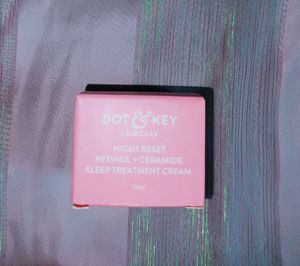 DOT & KEY
SKINCARE
NIGHT RESET
RETINOL + CERAMIDE
SLEEP TREATMENT CREAM